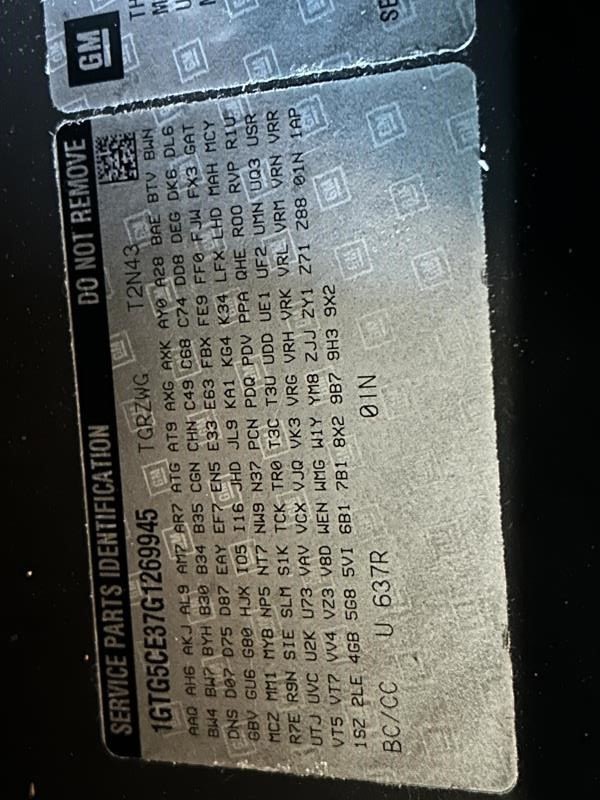 GM
SERVICE PARTS IDENTIFICATION DO NOT REMOVE
1GTG5CE37G1269945 TGRZWG T2N43
AAQ AH6 AKJ AL9 AM7 AR7 ATG AT9 AXG AXK AY0 A28 BAE BTV BWN
BW4 BW7 BYH B30 B34 B35 CGN CHN C49 C68 C74 DD8 DEG DK6 DL6
DNS D07 D75 D87 EAY EF7 EN5 E33 E63 FBX FE9 FF0 FJW FX3 GAT
GBV GU6 G80 HJX IO5 I16 JHD JL9 KA1 KG4 K34 LFX LHD MAH MCY
MCZ MM1 MYB NP5 NT7 NW9 N37 PCN PDQ PDV PPA QHE ROO RVP R1U
R7E R9N SIE SLM S1K TCK TR0 T3C T3U UDD UE1 UF2 UMN UQ3 USR
UTJ UVC U2K U73 VAV VCX VJQ VK3 VRG VRH VRK VRL VRM VRN VRR
VT5 VT7 VV4 VZ3 V8D WEN WMG W1Y YM8 ZJJ ZY1 Z71 Z88 01N 1AP
1SZ 2LE 4GB 5G8 5VI 6B1 7B1 8X2 9B7 9H3 9X2
BC/CC U 637R 0IN